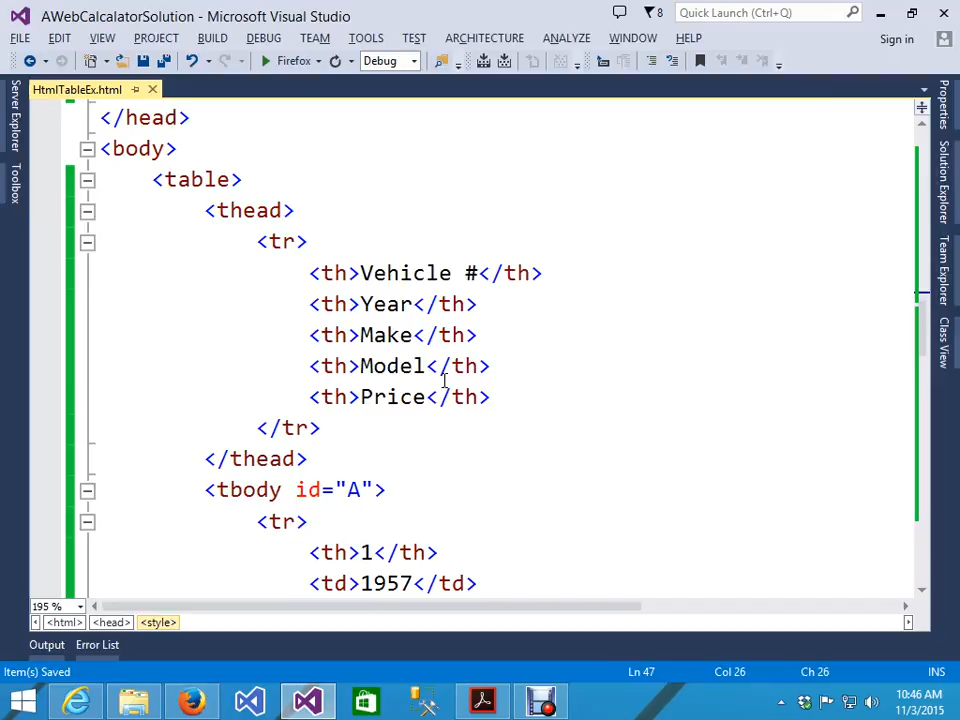 AWebCalcalatorSolution - Microsoft Visual Studio
8
Quick Launch (Ctrl+Q)
FILE EDIT VIEW PROJECT BUILD DEBUG TEAM TOOLS TEST ARCHITECTURE ANALYZE WINDOW HELP Sign in
Firefox Debug
HtmlTableEx.html
Server Explorer
Toolbox
Properties
Solution Explorer
Team Explorer
Class View
</head>
<body>
<table>
<thead>
<tr>
<th>Vehicle #</th>
<th>Year</th>
<th>Make</th>
<th>Model</th>
<th>Price</th>
</tr>
</thead>
<tbody id="A">
<tr>
<th>1</th>
<td>1957</td>
195 %
<html> <head> <style>
Output Error List
Item(s) Saved Ln 47 Col 26 Ch 26 INS
10:46 AM
11/3/2015